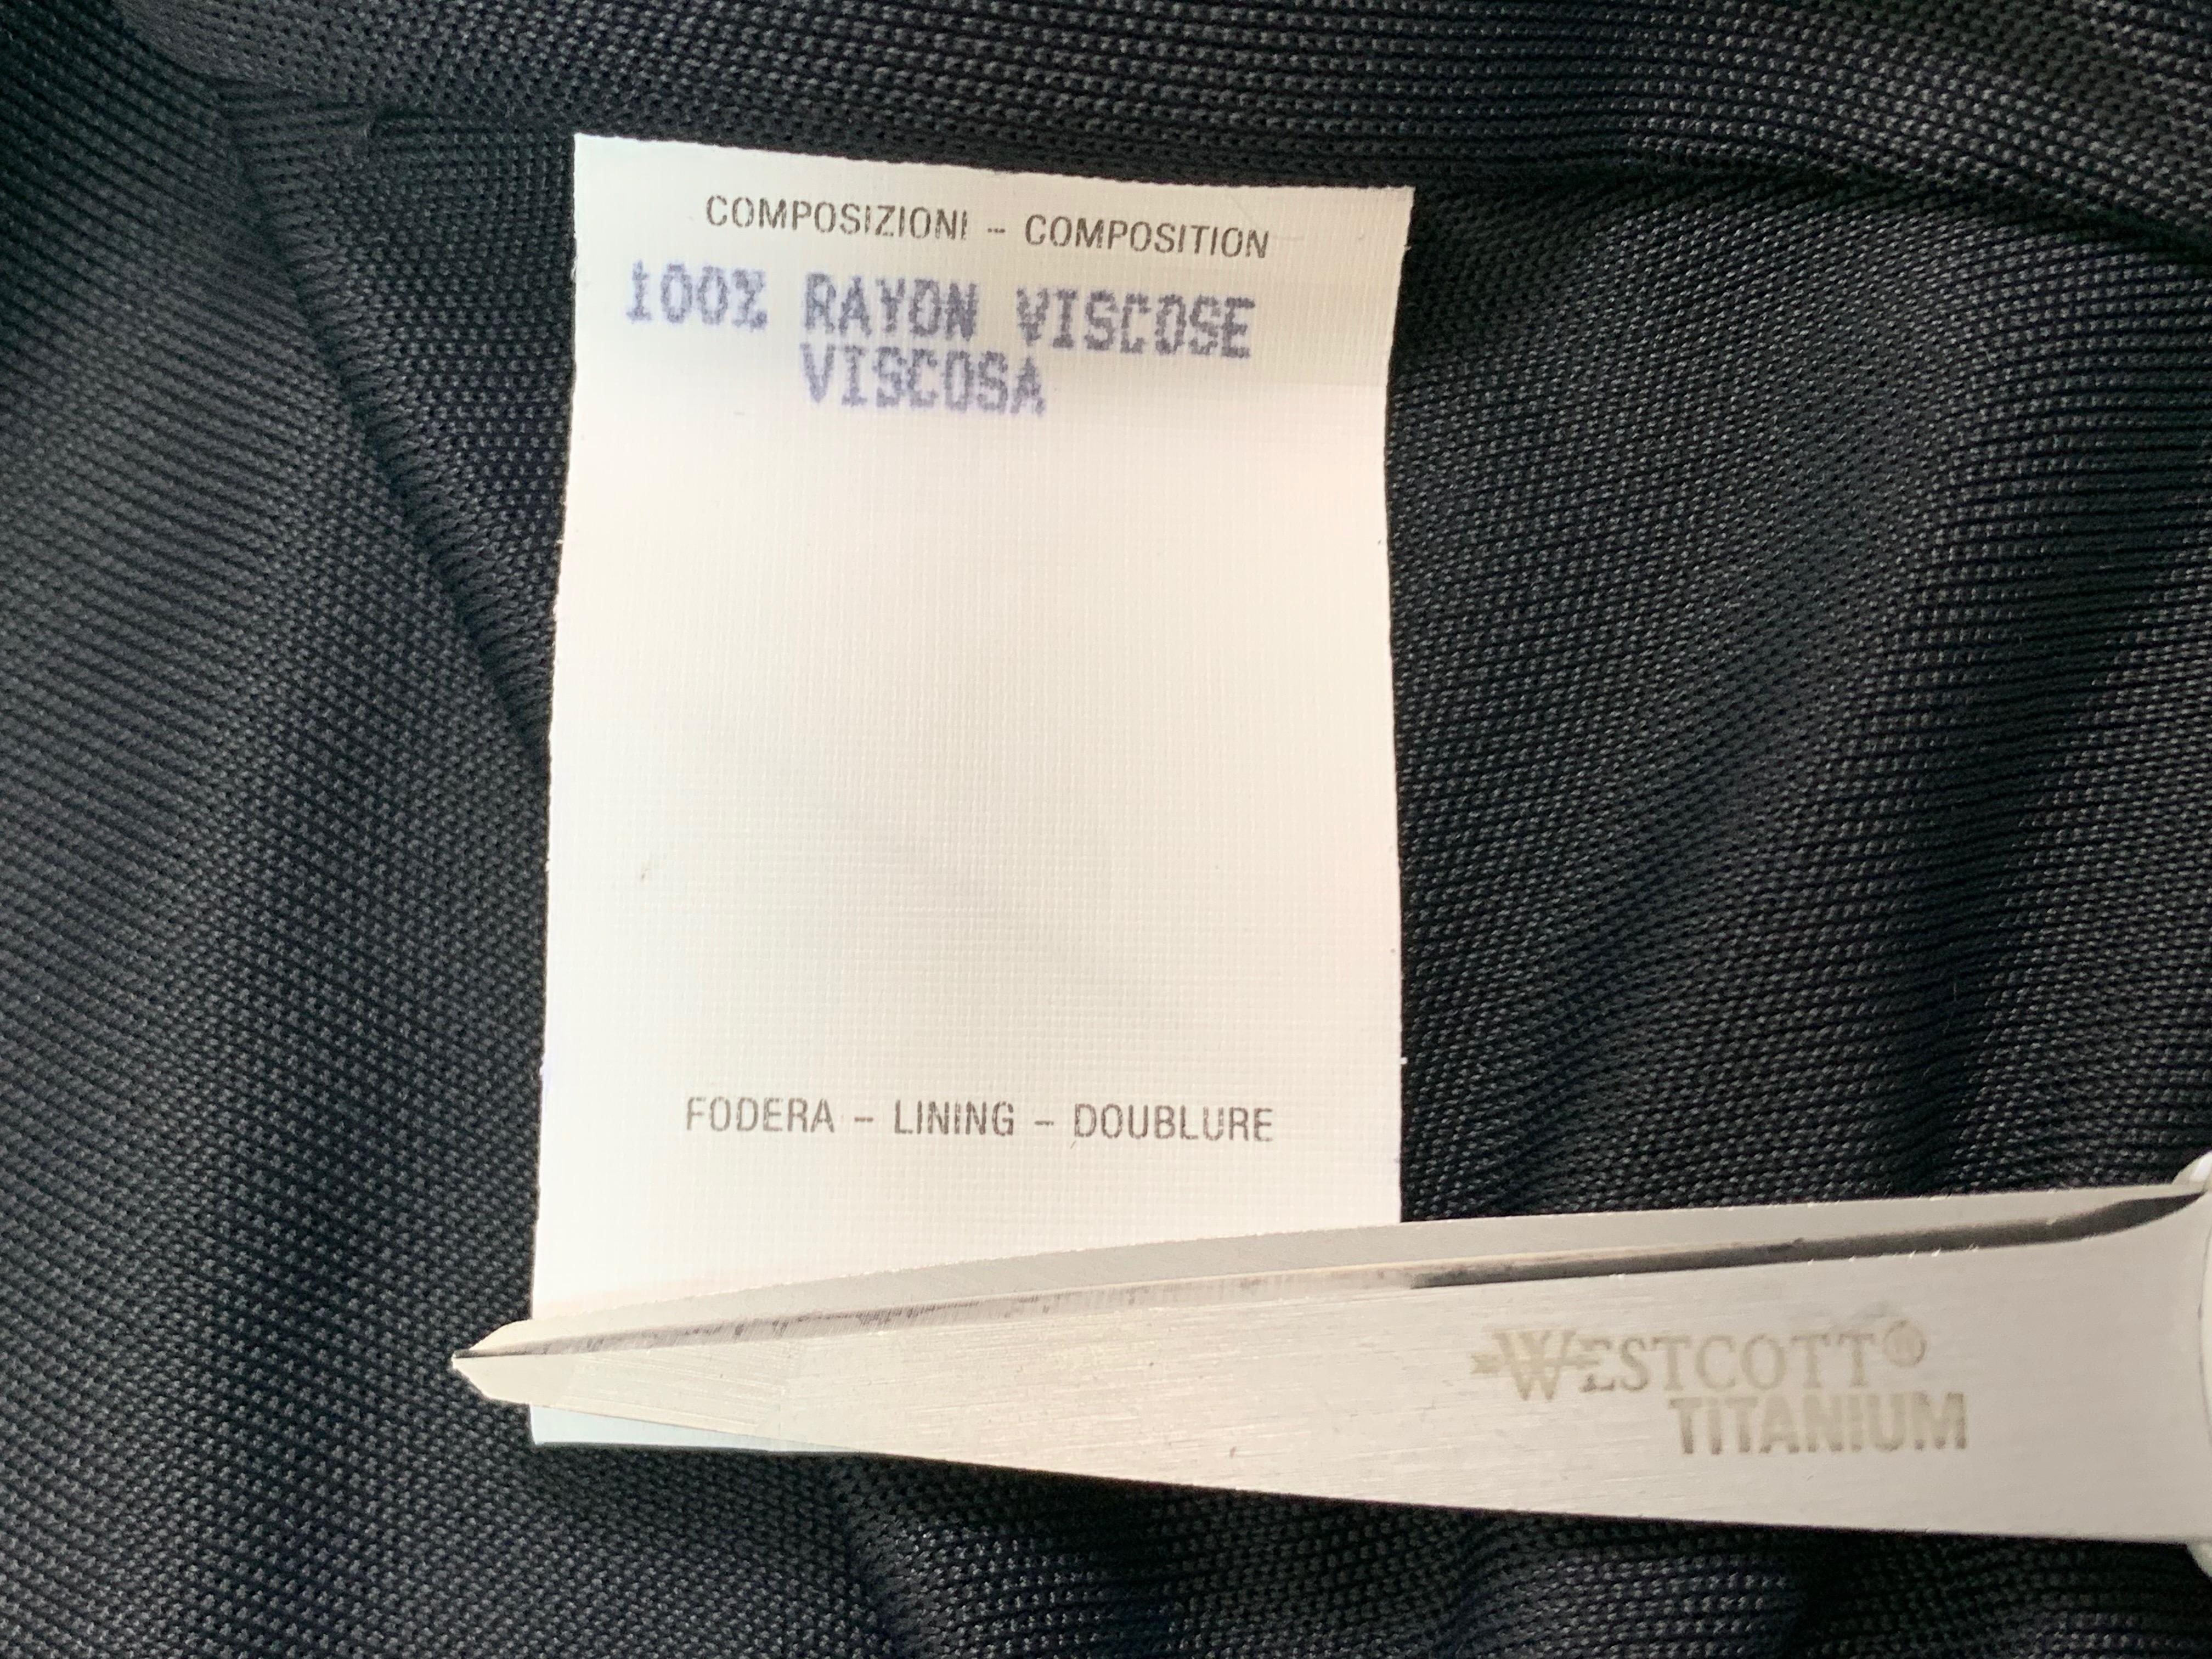 COMPOSIZIONI - COMPOSITION
100% RAYON VISCOSE
VISCOSA
FODERA - LINING - DOUBLURE
WESTCOTT®
TITANIUM